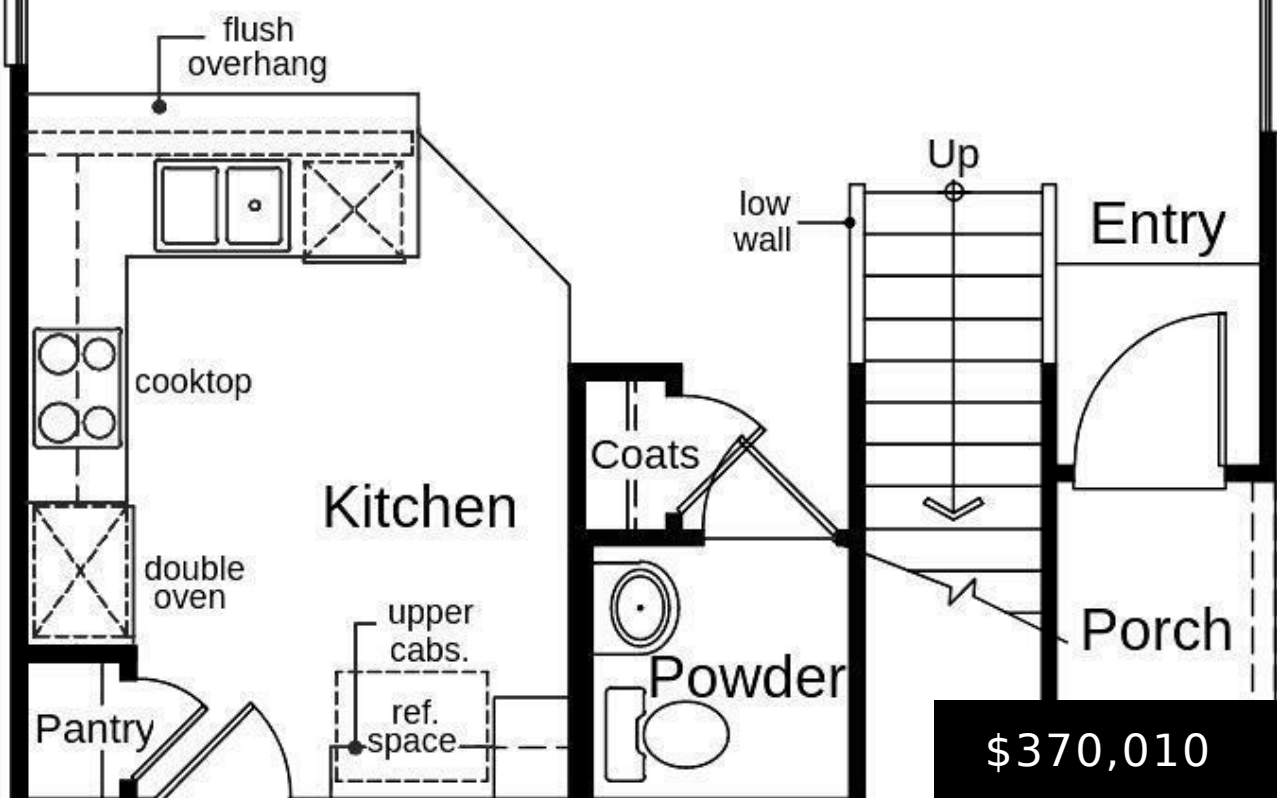 flush
overhang
Up
low
wall
Entry
cooktop
Coats
Kitchen
double
oven
upper
cabs.
Porch
Powder
ref.
space
Pantry
$370,010